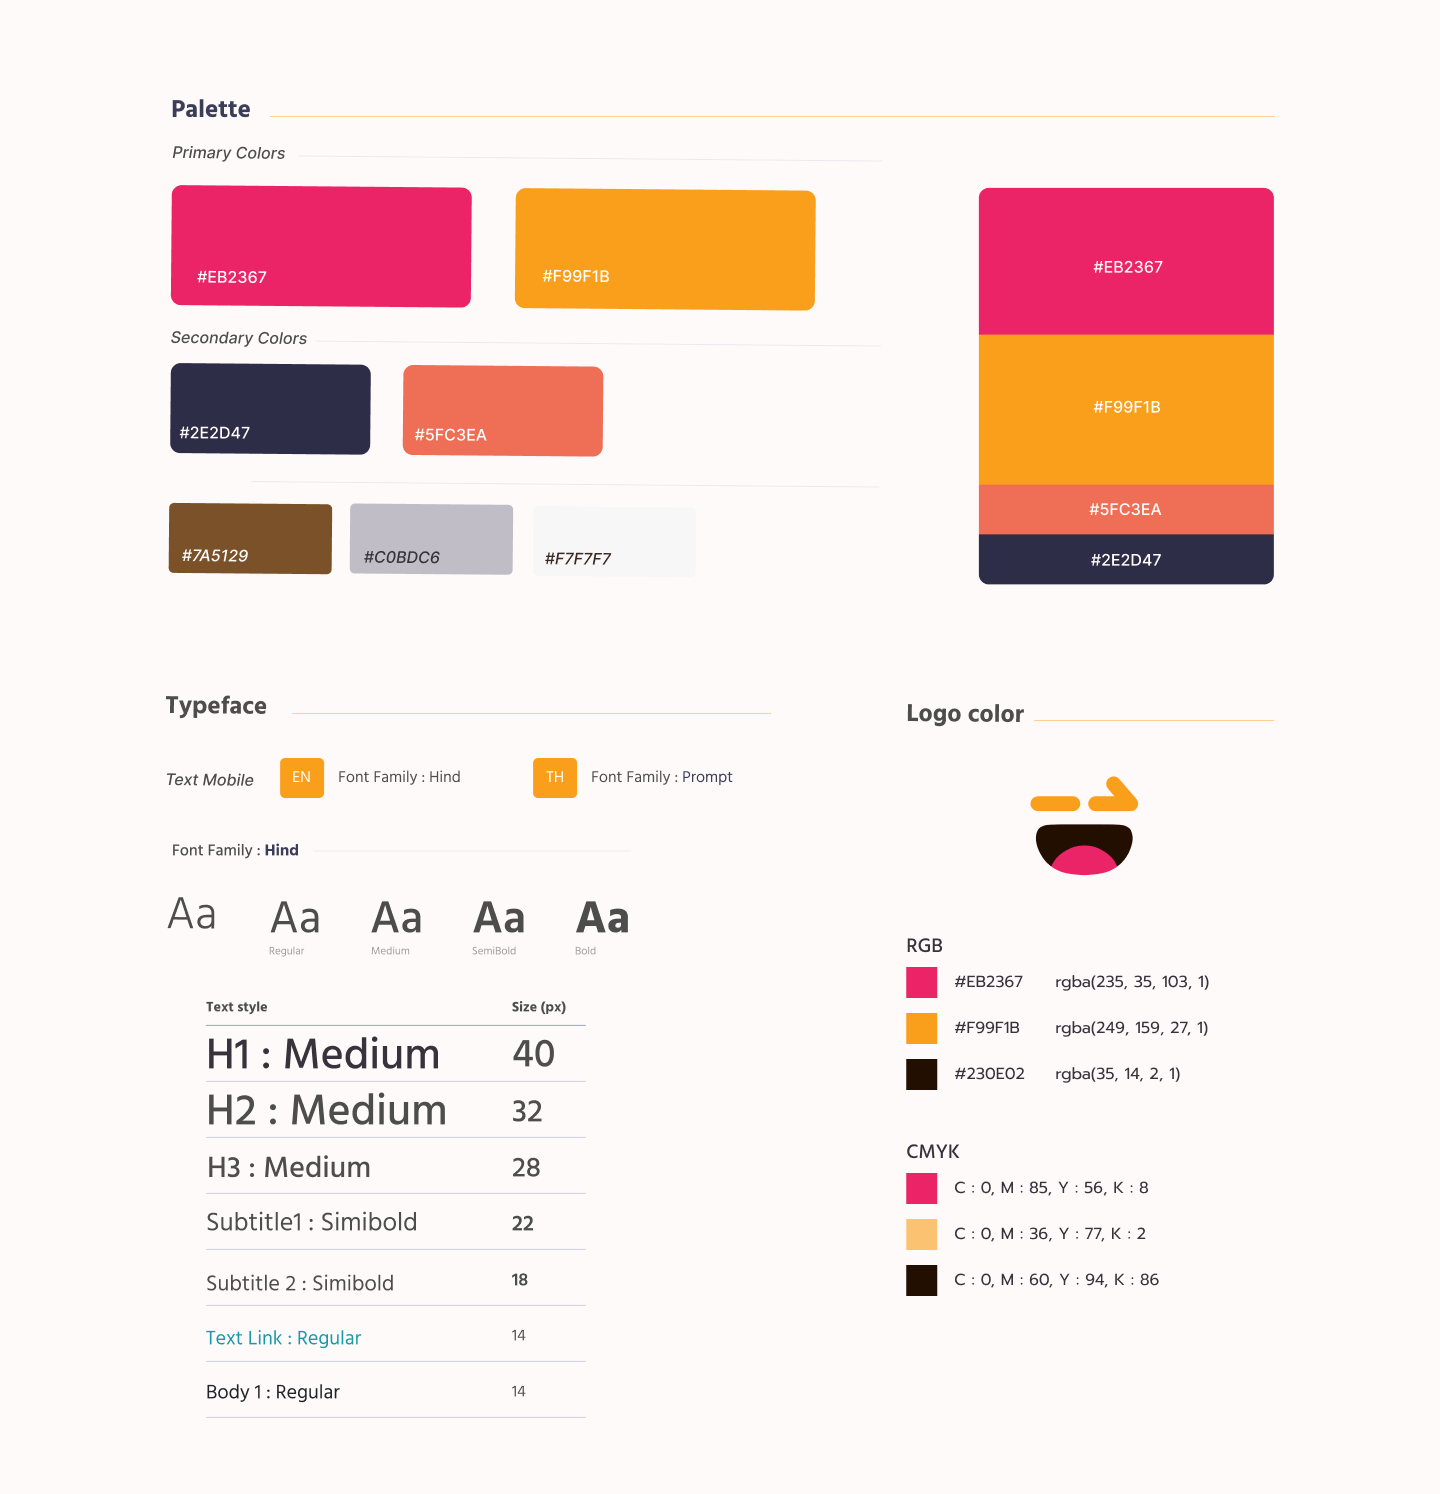 Palette
Primary Colors
#EB2367
#F99F1B
#EB2367
#F99F1B
Secondary Colors
#2E2D47
#5FC3EA
#5FC3EA
#2E2D47
#7A5129
#C0BDC6
#F7F7F7
Typeface
Text Mobile
EN
Font Family : Hind
TH
Font Family : Prompt
Font Family : Hind
Aa
Aa
Aa
Aa
Aa
Regular
Medium
SemiBold
Bold
Text style
Size (px)
H1 : Medium
40
H2 : Medium
32
H3 : Medium
28
Subtitle1 : Simibold
22
Subtitle 2 : Simibold
18
Text Link : Regular
14
Body 1 : Regular
14
Logo color
RGB
#EB2367
rgba(235, 35, 103, 1)
#F99F1B
rgba(249, 159, 27, 1)
#230E02
rgba(35, 14, 2, 1)
CMYK
C : 0, M : 85, Y : 56, K : 8
C : 0, M : 36, Y : 77, K : 2
C : 0, M : 60, Y : 94, K : 86